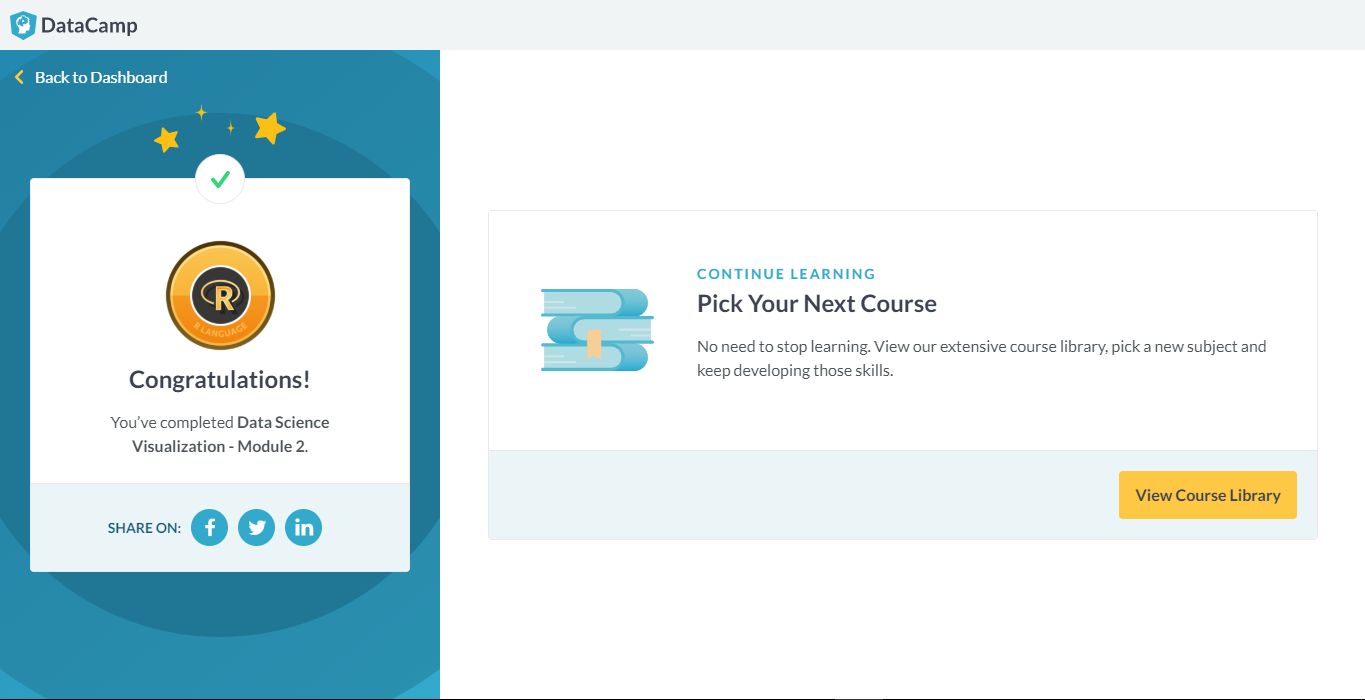 DataCamp
Back to Dashboard
R
R LANGUAGE
Congratulations!
You’ve completed Data Science
Visualization - Module 2.
SHARE ON:
CONTINUE LEARNING
Pick Your Next Course
No need to stop learning. View our extensive course library, pick a new subject and
keep developing those skills.
View Course Library